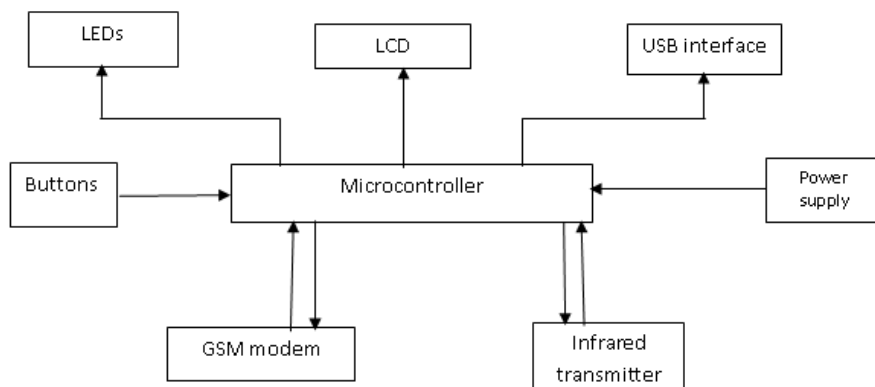 LEDs
LCD
USB interface
Buttons
Microcontroller
Power
supply
GSM modem
Infrared
transmitter